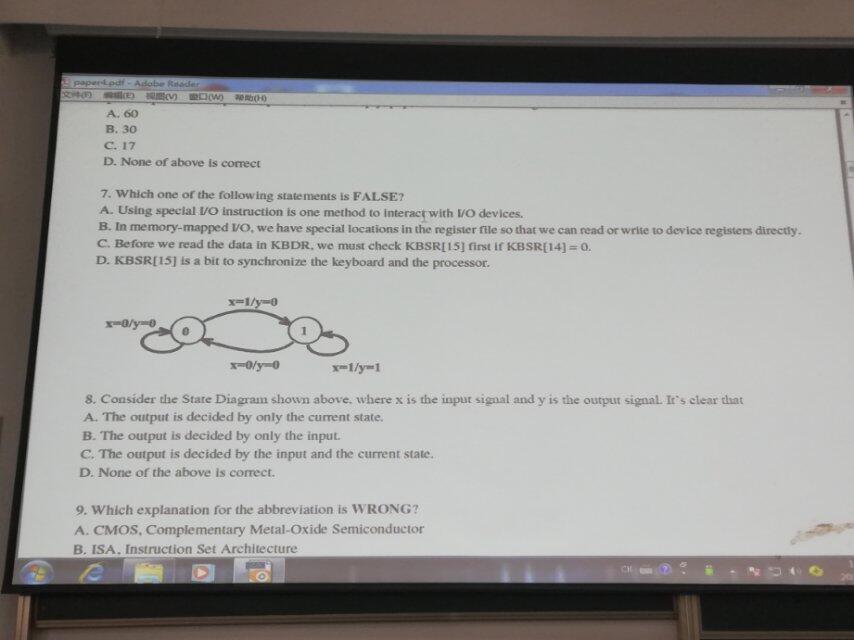 paper4.pdf - Adobe Reader
文件(F) 编辑(E) 视图(V) 窗口(W) 帮助(H)
A. 60
B. 30
C. 17
D. None of above is correct
7. Which one of the following statements is FALSE?
A. Using special I/O instruction is one method to interact with I/O devices.
B. In memory-mapped I/O, we have special locations in the register file so that we can read or write to device registers directly.
C. Before we read the data in KBDR, we must check KBSR[15] first if KBSR[14] = 0.
D. KBSR[15] is a bit to synchronize the keyboard and the processor.
x=1/y=0
x=0/y=0
0
1
x=0/y=0
x=1/y=1
8. Consider the State Diagram shown above, where x is the input signal and y is the output signal. It's clear that
A. The output is decided by only the current state.
B. The output is decided by only the input.
C. The output is decided by the input and the current state.
D. None of the above is correct.
9. Which explanation for the abbreviation is WRONG?
A. CMOS, Complementary Metal-Oxide Semiconductor
B. ISA, Instruction Set Architecture
CH